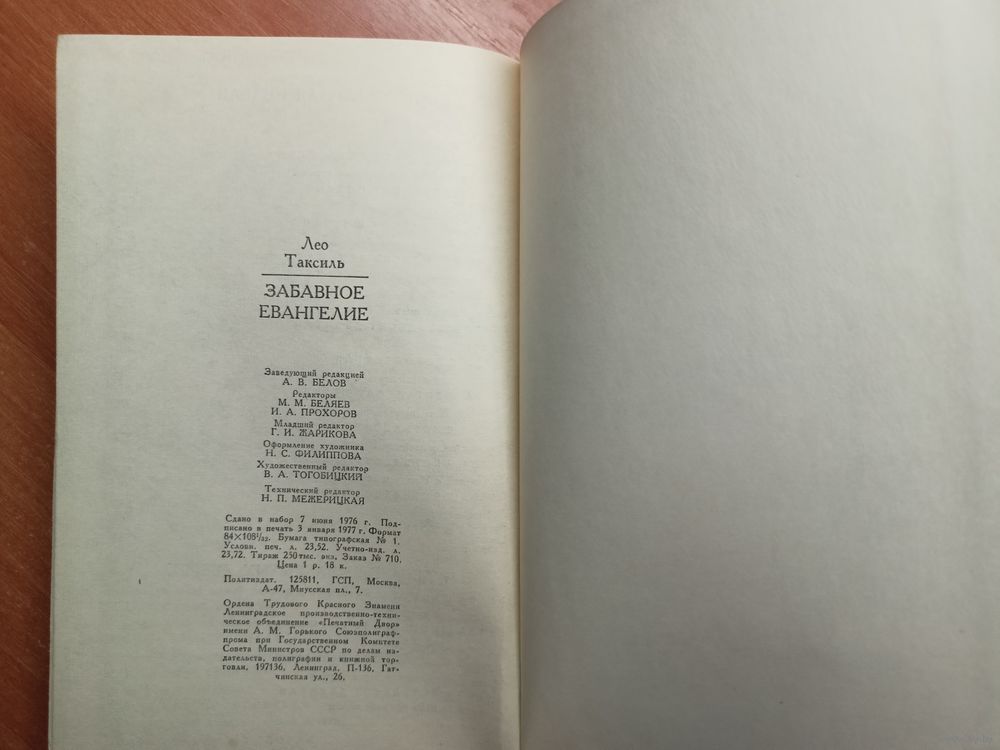 Лео
Таксиль
ЗАБАВНОЕ
ЕВАНГЕЛИЕ
Заведующий редакцией
А. В. БЕЛОВ
Редакторы
М. М. БЕЛЯЕВ
И. А. ПРОХОРОВ
Младший редактор
Г. И. ЖАРИКОВА
Оформление художника
Н. С. ФИЛИППОВА
Художественный редактор
В. А. ТОГОБИЦКИЙ
Технический редактор
Н. П. МЕЖЕРИЦКАЯ
Сдано в набор 7 июня 1976 г. Под-
писано в печать 3 января 1977 г. Формат
84×108¹/₃₂. Бумага типографская № 1.
Условн. печ. л. 23,52. Учетно-изд. л.
23,72. Тираж 250 тыс. экз. Заказ № 710.
Цена 1 р. 18 к.
Политиздат. 125811, ГСП, Москва,
А-47, Миусская пл., 7.
Ордена Трудового Красного Знамени
Ленинградское производственно-техни-
ческое объединение «Печатный Двор»
имени А. М. Горького Союзполиграф-
прома при Государственном Комитете
Совета Министров СССР по делам из-
дательств, полиграфии и книжной тор-
говли. 197136, Ленинград, П-136, Гат-
чинская ул., 26.